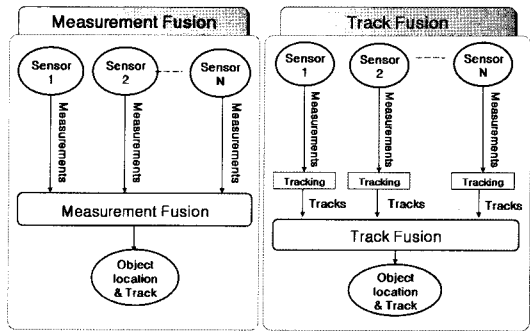 Measurement Fusion
Sensor
1
Sensor
2
Sensor
N
Measurements
Measurements
Measurements
Measurement Fusion
Object
location
& Track
Track Fusion
Sensor
1
Sensor
2
Sensor
N
Measurements
Measurements
Measurements
Tracking
Tracking
Tracking
Tracks
Tracks
Tracks
Track Fusion
Object
location
& Track